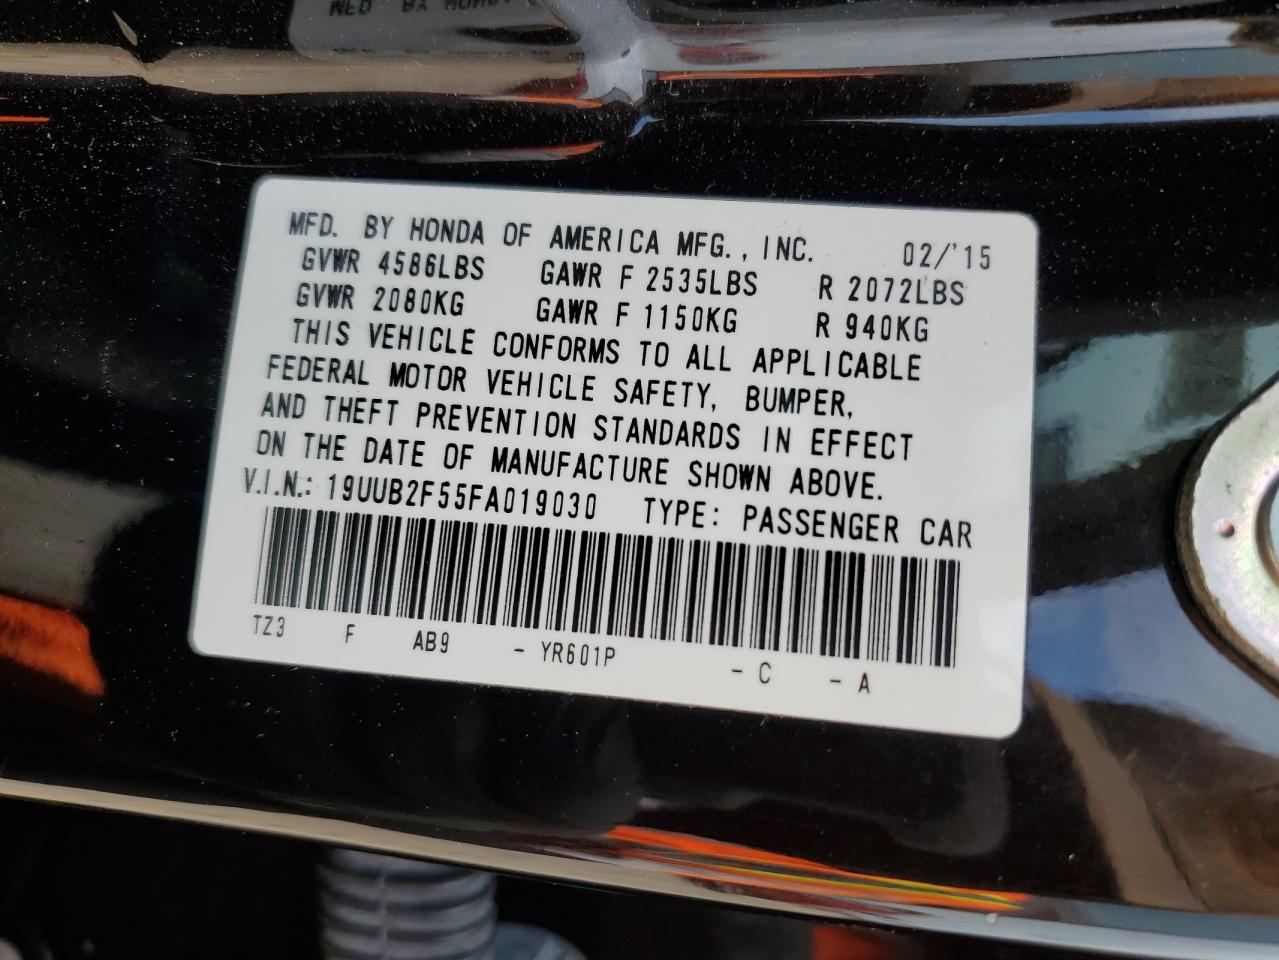 MFD. BY HONDA OF AMERICA MFG., INC. 02/'15
GVWR 4586LBS GAWR F 2535LBS R 2072LBS
GVWR 2080KG GAWR F 1150KG R 940KG
THIS VEHICLE CONFORMS TO ALL APPLICABLE
FEDERAL MOTOR VEHICLE SAFETY, BUMPER,
AND THEFT PREVENTION STANDARDS IN EFFECT
ON THE DATE OF MANUFACTURE SHOWN ABOVE.
V.I.N.: 19UUB2F55FA019030 TYPE: PASSENGER CAR
TZ3 F AB9 - YR601P - C - A